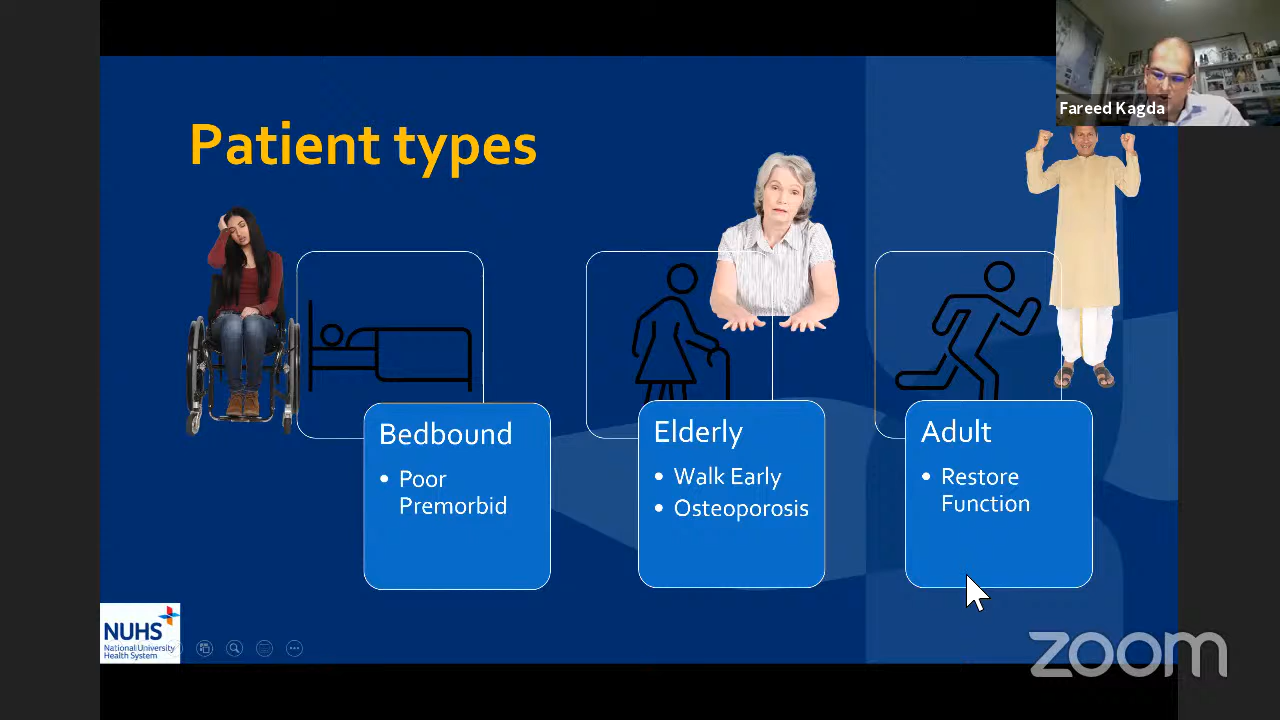 Fareed Kagda
Patient types
Bedbound
• Poor
Premorbid
Elderly
• Walk Early
• Osteoporosis
Adult
• Restore
Function
NUHS
National University
Health System
zoom